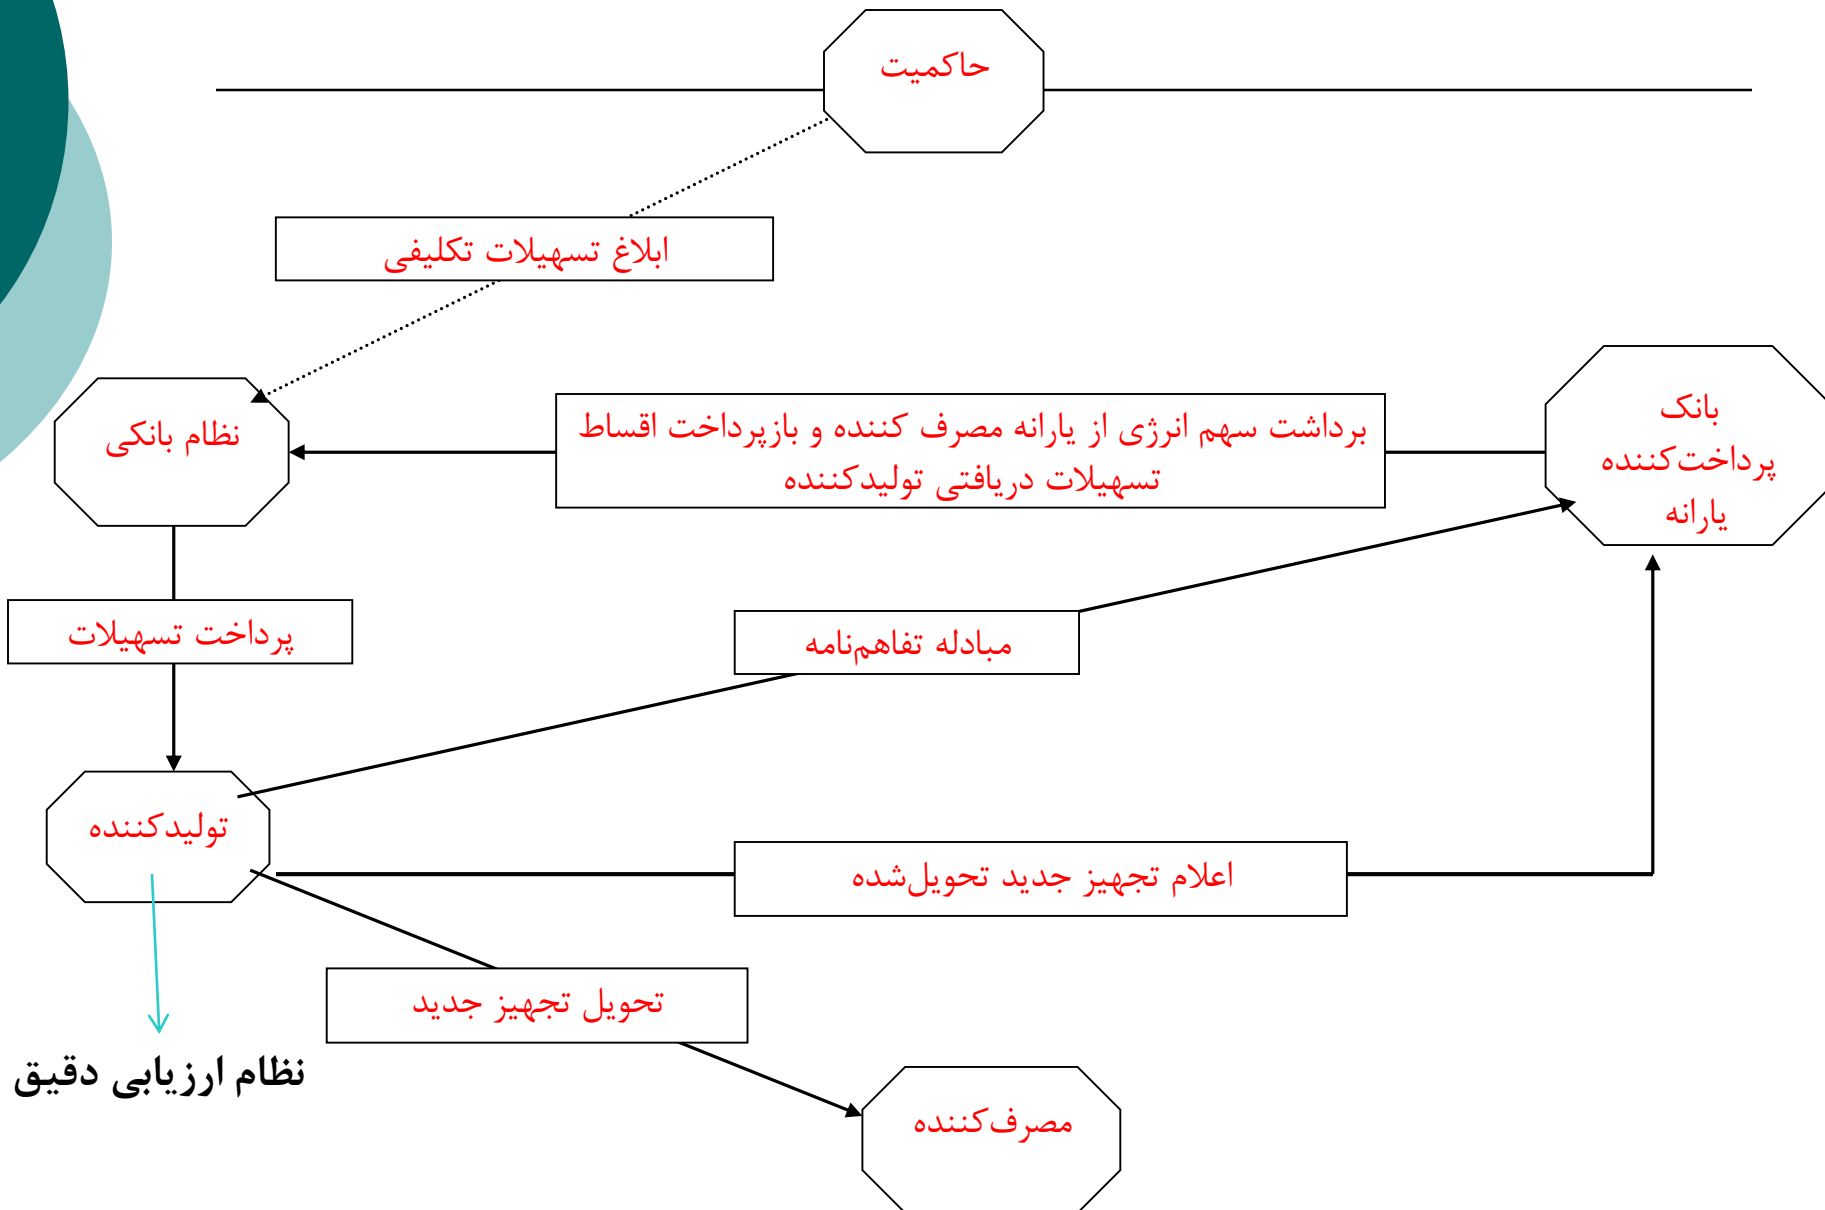 حاکمیت
ابلاغ تسهیلات تکلیفی
بانک
پرداخت‌کننده
یارانه
برداشت سهم انرژی از یارانه مصرف کننده و بازپرداخت اقساط
تسهیلات دریافتی تولیدکننده
نظام بانکی
پرداخت تسهیلات
مبادله تفاهم‌نامه
تولیدکننده
اعلام تجهیز جدید تحویل‌شده
تحویل تجهیز جدید
نظام ارزیابی دقیق
مصرف‌کننده